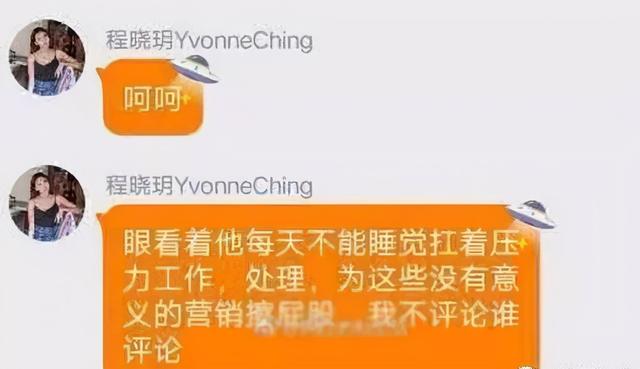 程晓玥YvonneChing
呵呵
程晓玥YvonneChing
眼看着他每天不能睡觉扛着压
力工作，处理，为这些没有意
义的营销擦屁股 我不评论谁
评论